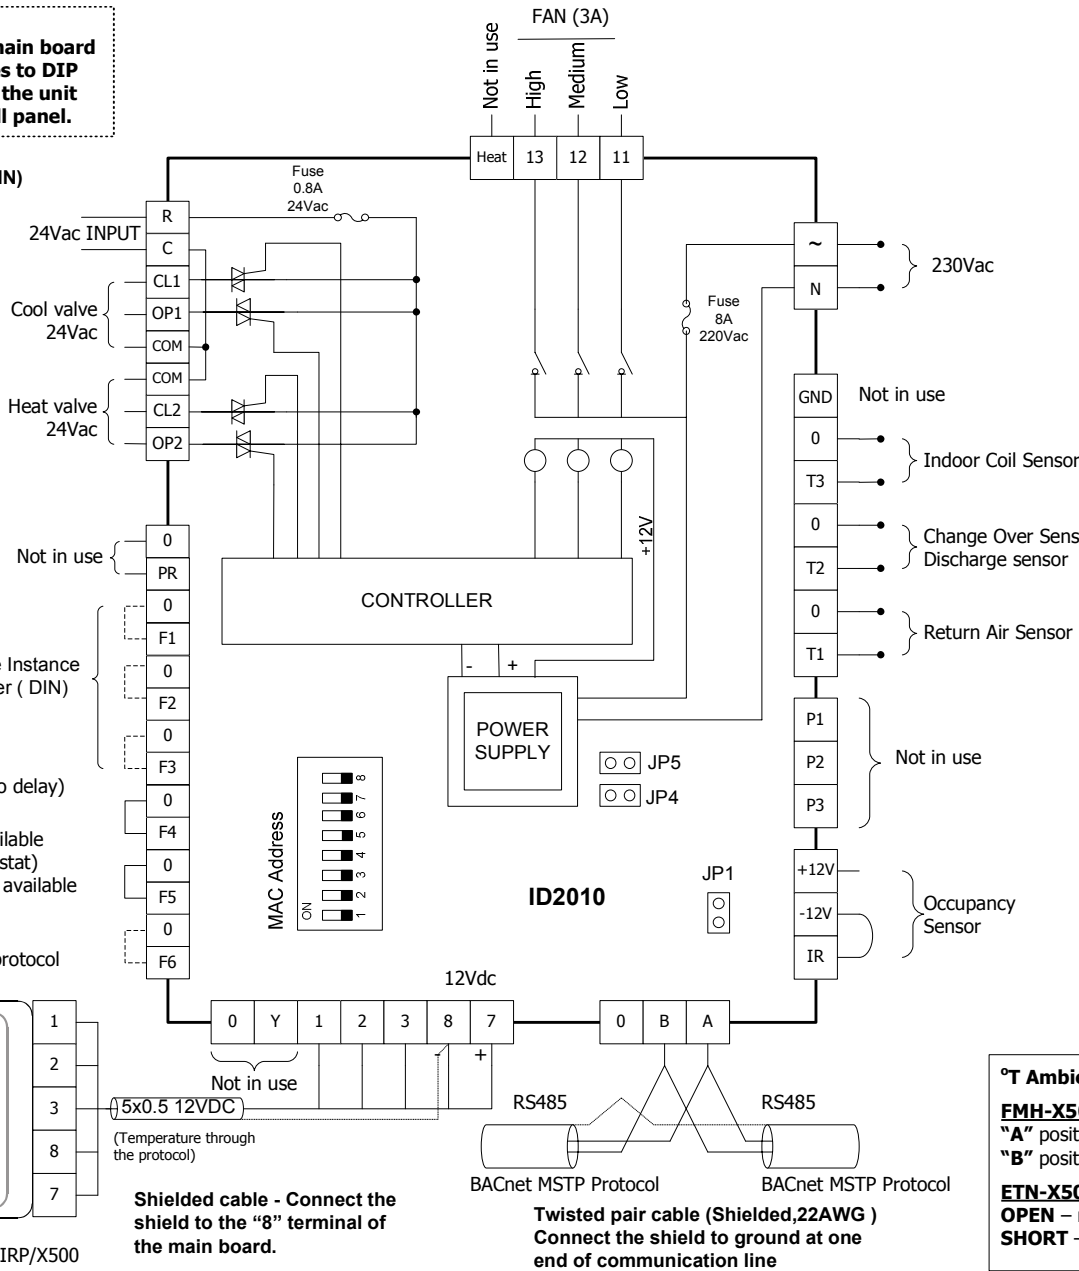 main board
es to DIP
the unit
ll panel.
IN)
FAN (3A)
Not in use
High
Medium
Low
Heat
13
12
11
Fuse
0.8A
24Vac
24Vac INPUT
R
C
CL1
OP1
COM
COM
CL2
OP2
Cool valve
24Vac
Heat valve
24Vac
~
N
230Vac
Fuse
8A
220Vac
GND
Not in use
0
T3
Indoor Coil Sensor
0
T2
Change Over Sens
Discharge sensor
0
T1
Return Air Sensor
P1
P2
P3
Not in use
+12V
-12V
IR
Occupancy
Sensor
Not in use
0
PR
0
F1
0
F2
0
F3
0
F4
0
F5
0
F6
e Instance
er ( DIN)
o delay)
ilable
stat)
available
protocol
CONTROLLER
+12V
- +
POWER
SUPPLY
JP5
JP4
JP1
MAC Address
ON
1 2 3 4 5 6 7 8
ID2010
12Vdc
0 Y 1 2 3 8 7
- +
Not in use
0 B A
1
2
3
8
7
5x0.5 12VDC
(Temperature through
the protocol)
Shielded cable - Connect the
shield to the “8” terminal of
the main board.
IRP/X500
RS485
RS485
BACnet MSTP Protocol
BACnet MSTP Protocol
Twisted pair cable (Shielded,22AWG )
Connect the shield to ground at one
end of communication line
°T Ambie
FMH-X50
“A” posit
“B” posit
ETN-X50
OPEN –
SHORT -